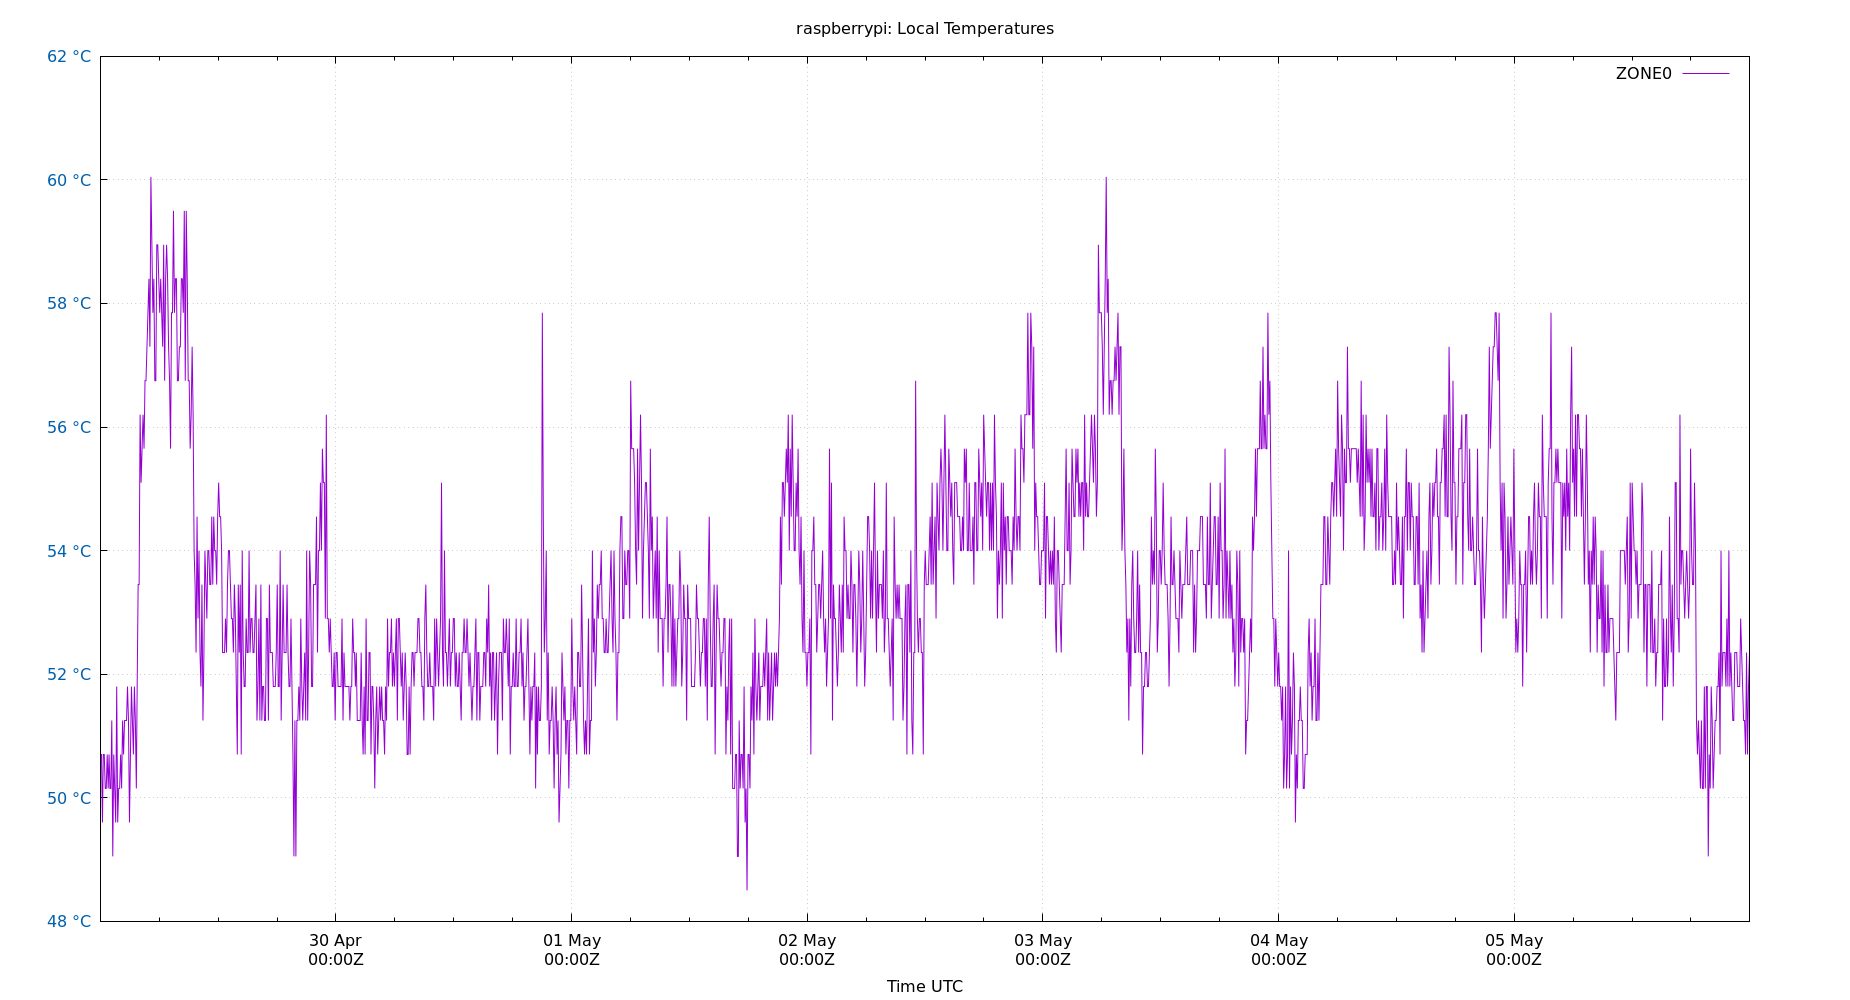 raspberrypi: Local Temperatures
62 °C
ZONE0
60 °C
58 °C
56 °C
54 °C
52 °C
50 °C
48 °C
30 Apr 01 May 02 May 03 May 04 May 05 May
00:00Z 00:00Z 00:00Z 00:00Z 00:00Z 00:00Z
Time UTC